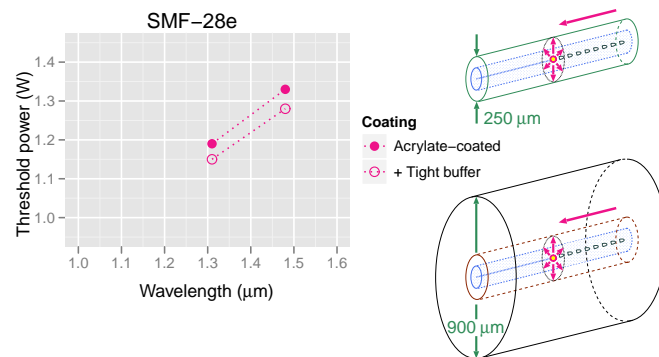 SMF−28e
Threshold power (W)
1.4
1.3
1.2
1.1
1.0
1.0 1.1 1.2 1.3 1.4 1.5 1.6
Wavelength (μm)
Coating
Acrylate−coated
+ Tight buffer
250 μm
900 μm